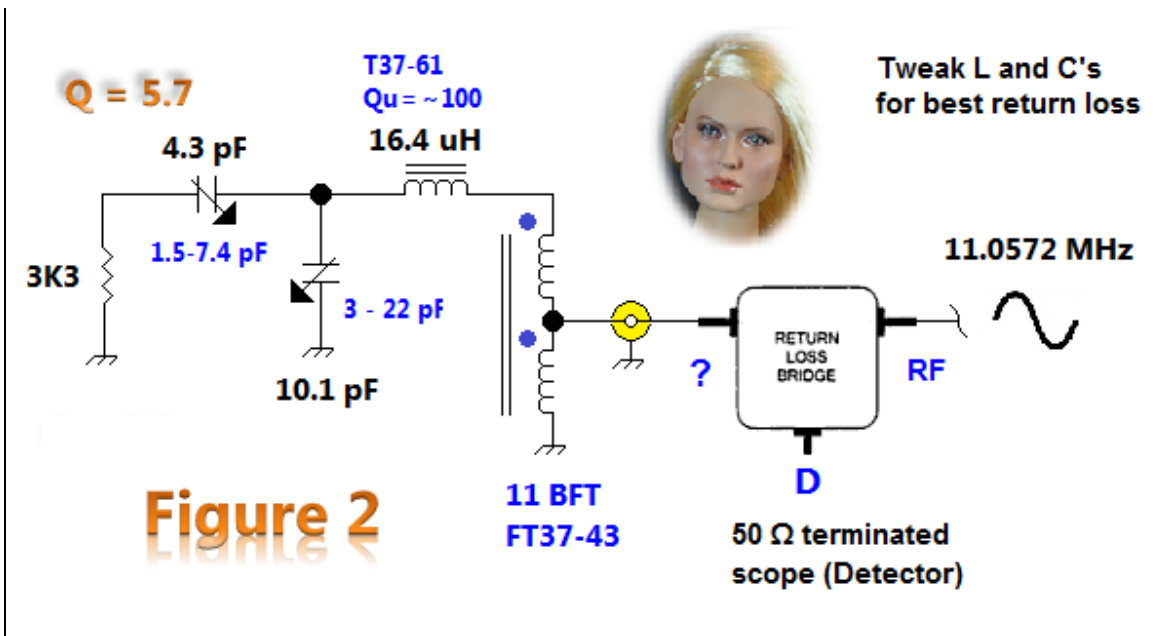 Q = 5.7
T37-61
Qu = ~100
16.4 uH
Tweak L and C's
for best return loss
4.3 pF
1.5-7.4 pF
3K3
3 - 22 pF
10.1 pF
11.0572 MHz
RETURN
LOSS
BRIDGE
?
RF
D
11 BFT
FT37-43
50 Ω terminated
scope (Detector)
Figure 2